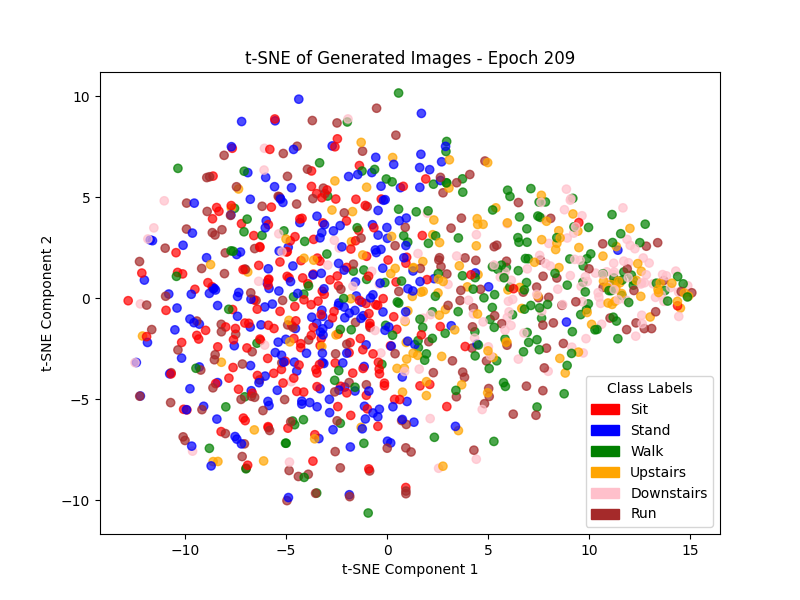 t-SNE of Generated Images - Epoch 209
t-SNE Component 2
10
5
0
−5
−10
−10
−5
0
5
10
15
t-SNE Component 1
Class Labels
Sit
Stand
Walk
Upstairs
Downstairs
Run